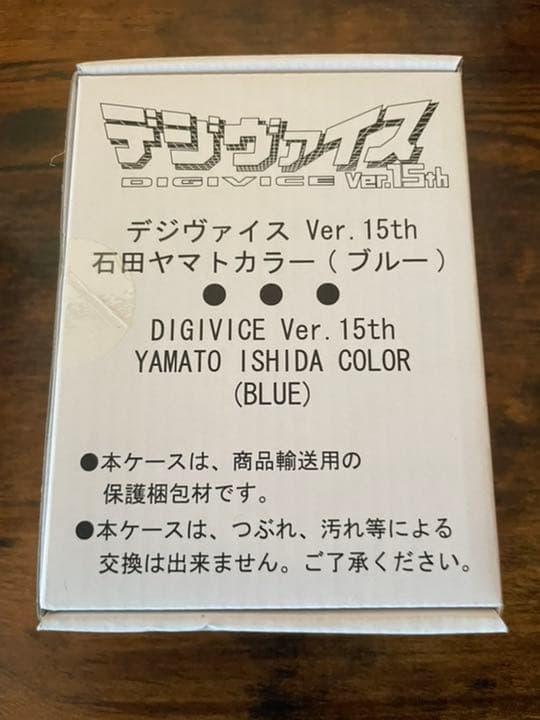 デジヴァイス
DIGIVICE Ver.15th
デジヴァイス Ver.15th
石田ヤマトカラー(ブルー)
● ● ●
DIGIVICE Ver.15th
YAMATO ISHIDA COLOR
(BLUE)
●本ケースは、商品輸送用の
保護梱包材です。
●本ケースは、つぶれ、汚れ等による
交換は出来ません。ご了承ください。